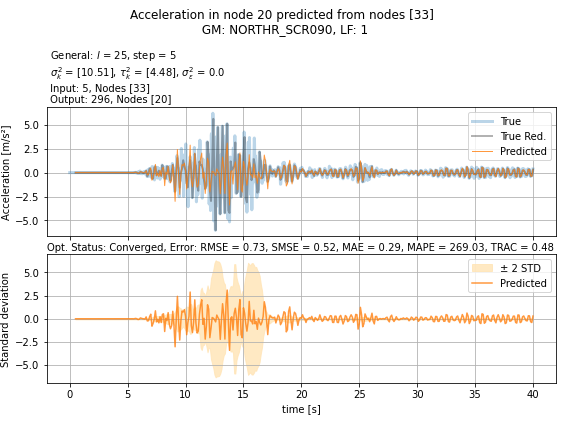 Acceleration in node 20 predicted from nodes [33]
GM: NORTHR_SCR090, LF: 1
General: l = 25, step = 5
σ²ₖ = [10.51], τ²ₖ = [4.48], σ²_ε = 0.0
Input: 5, Nodes [33]
Output: 296, Nodes [20]
Acceleration [m/s²]
5.0
2.5
0.0
−2.5
−5.0
True
True Red.
Predicted
Opt. Status: Converged, Error: RMSE = 0.73, SMSE = 0.52, MAE = 0.29, MAPE = 269.03, TRAC = 0.48
Standard deviation
5.0
2.5
0.0
−2.5
−5.0
± 2 STD
Predicted
0 5 10 15 20 25 30 35 40
time [s]